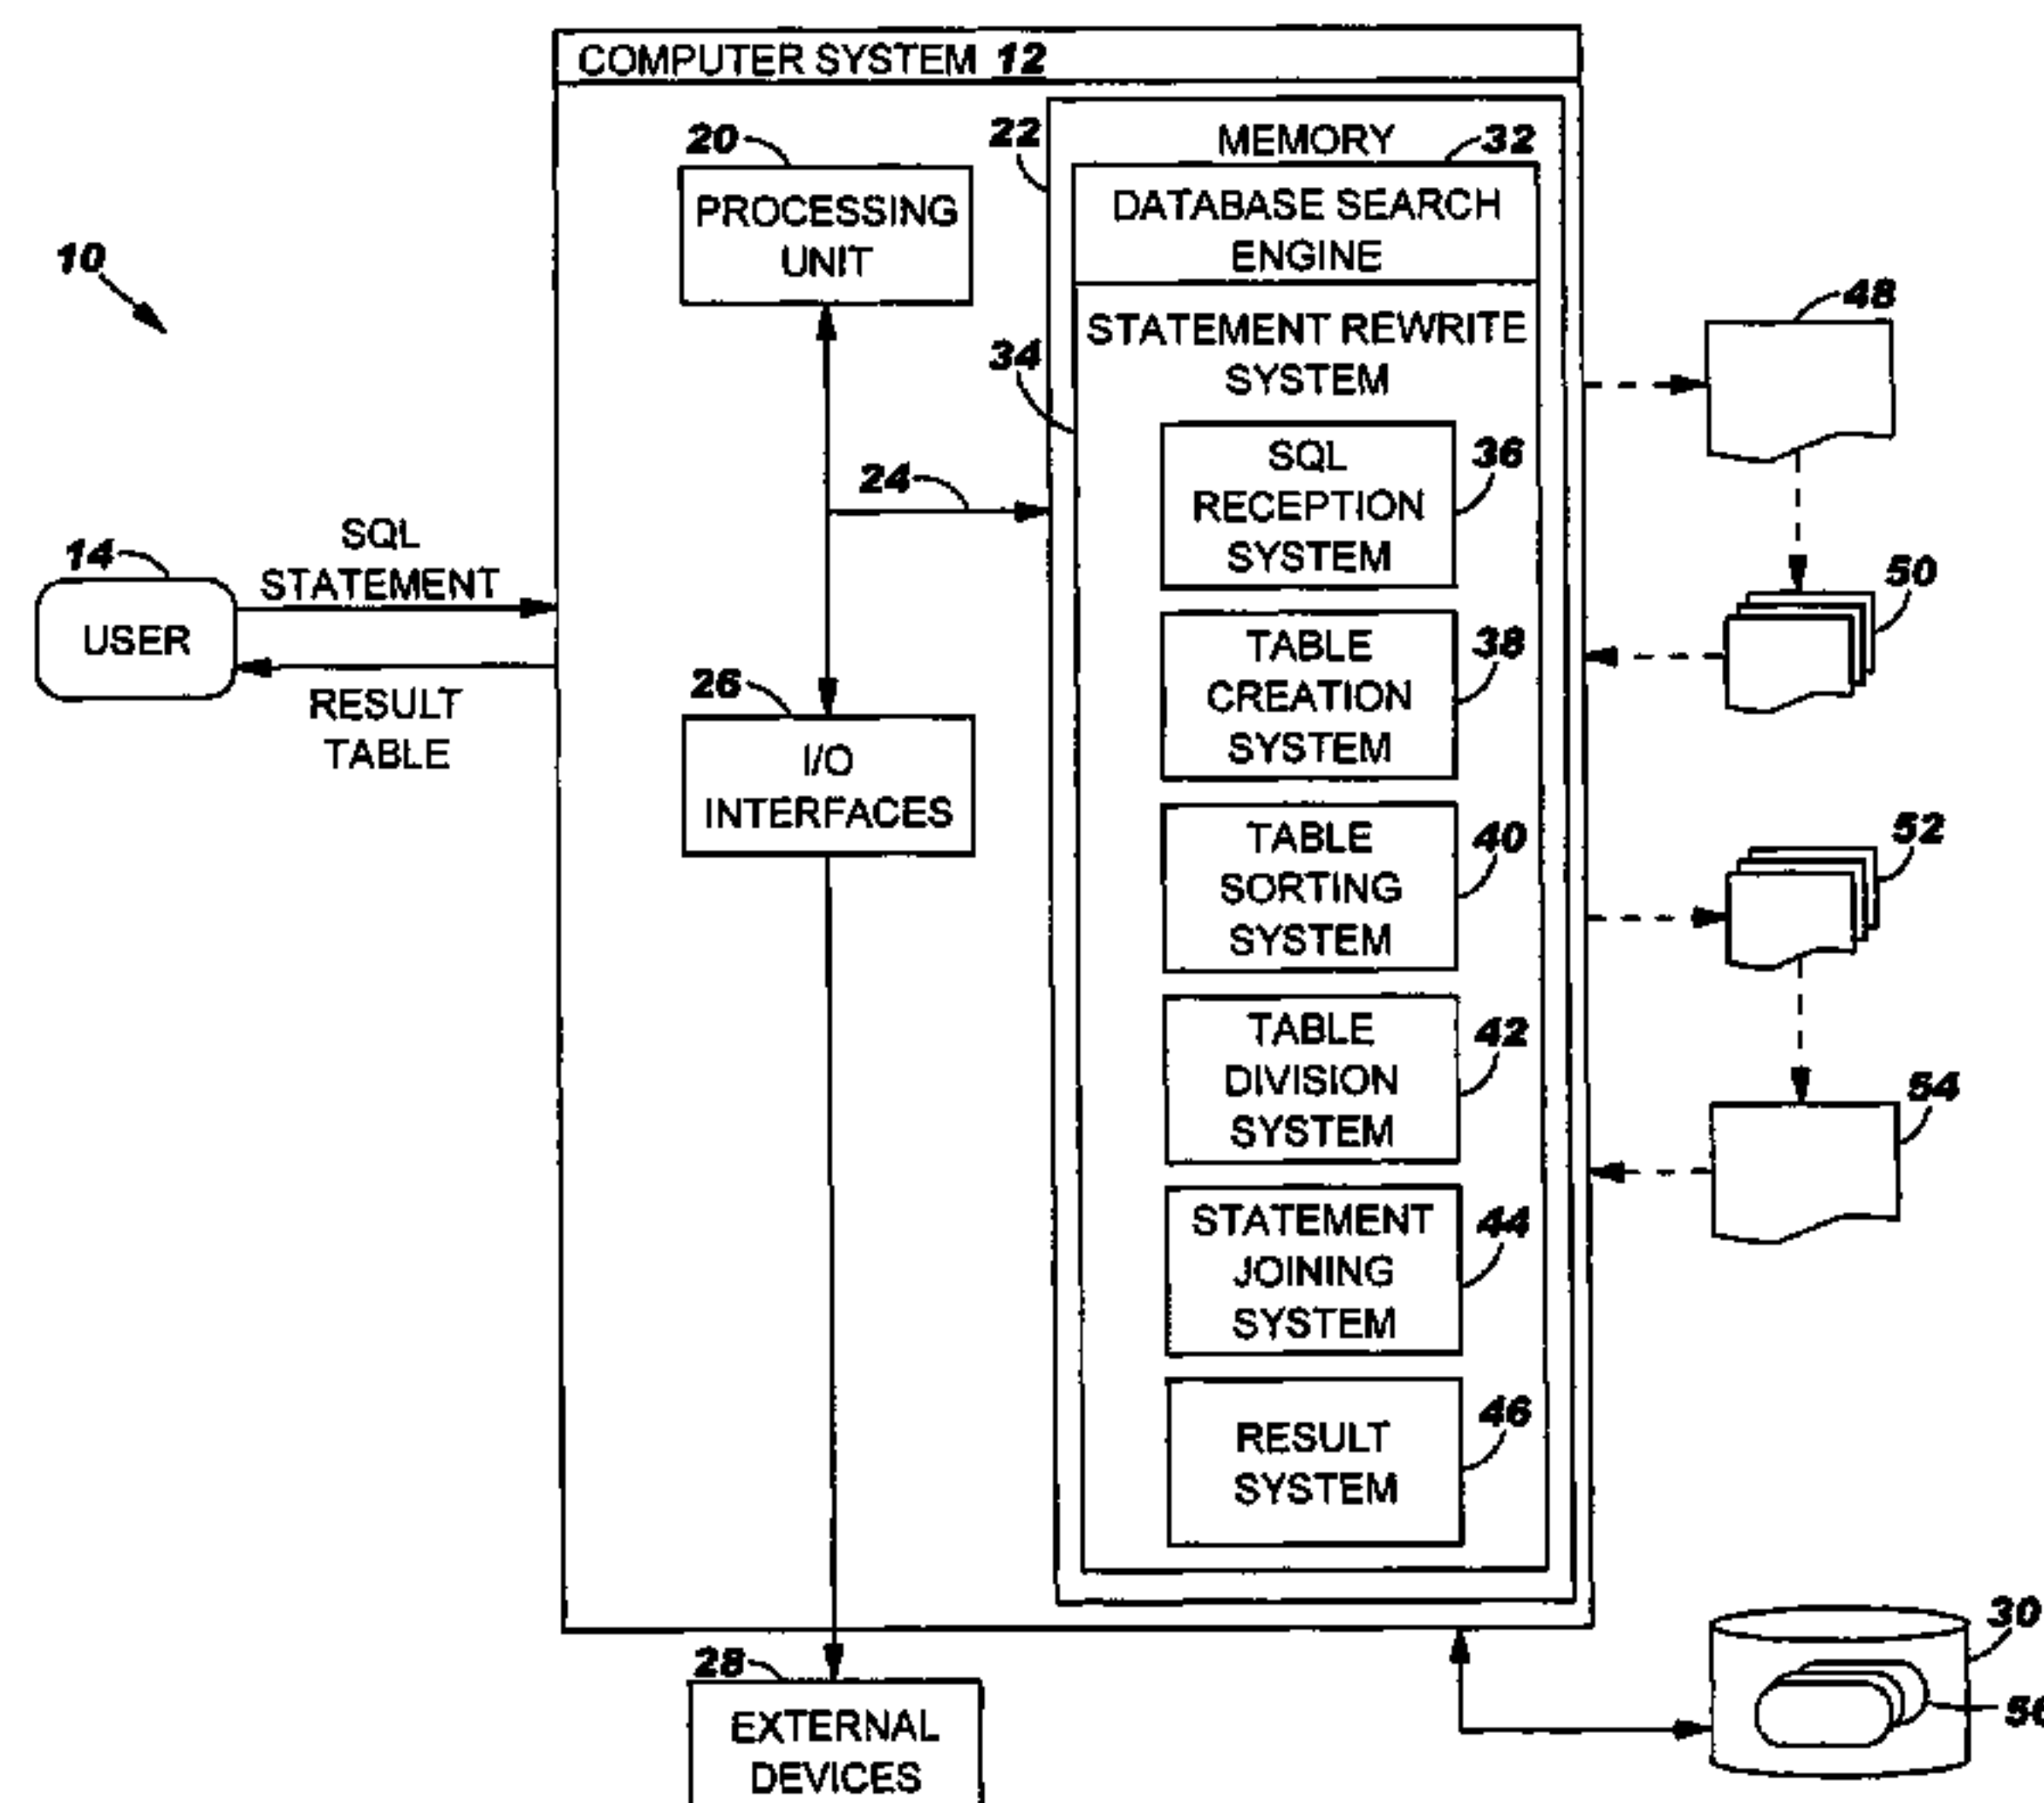 COMPUTER SYSTEM 12
10
20
PROCESSING
UNIT
22
MEMORY
32
DATABASE SEARCH
ENGINE
34
STATEMENT REWRITE
SYSTEM
24
SQL
RECEPTION
SYSTEM
36
TABLE
CREATION
SYSTEM
38
TABLE
SORTING
SYSTEM
40
TABLE
DIVISION
SYSTEM
42
STATEMENT
JOINING
SYSTEM
44
RESULT
SYSTEM
46
14
USER
SQL
STATEMENT
RESULT
TABLE
26
I/O
INTERFACES
28
EXTERNAL
DEVICES
48
50
52
54
30